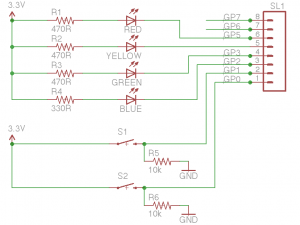 3.3V
SL1
R1
470R
RED
GP7
8
GP6
7
R2
470R
YELLOW
GP5
6
5
R3
470R
GREEN
GP3
4
GP2
3
R4
330R
BLUE
GP1
2
GP0
1
3.3V
S1
R5
10k
GND
S2
R6
10k
GND